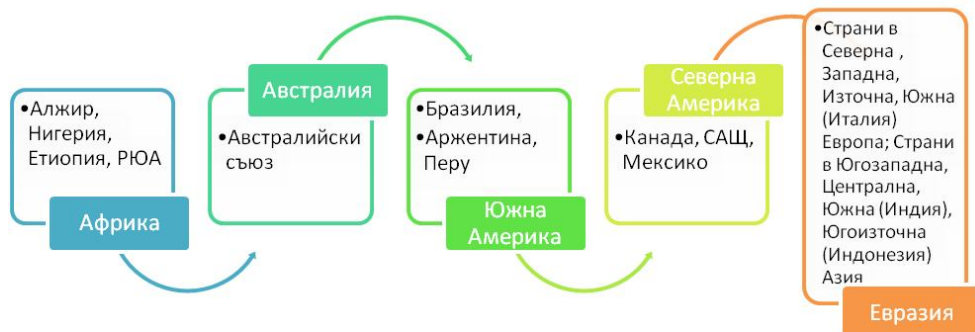 •Алжир,
Нигерия,
Етиопия, РЮА
Африка
Австралия
•Австралийски
съюз
•Бразилия,
•Аржентина,
Перу
Южна
Америка
Северна
Америка
•Канада, САЩ,
Мексико
•Страни в
Северна ,
Западна,
Източна, Южна
(Италия)
Европа; Страни
в Югозападна,
Централна,
Южна (Индия),
Югоизточна
(Индонезия)
Азия
Евразия